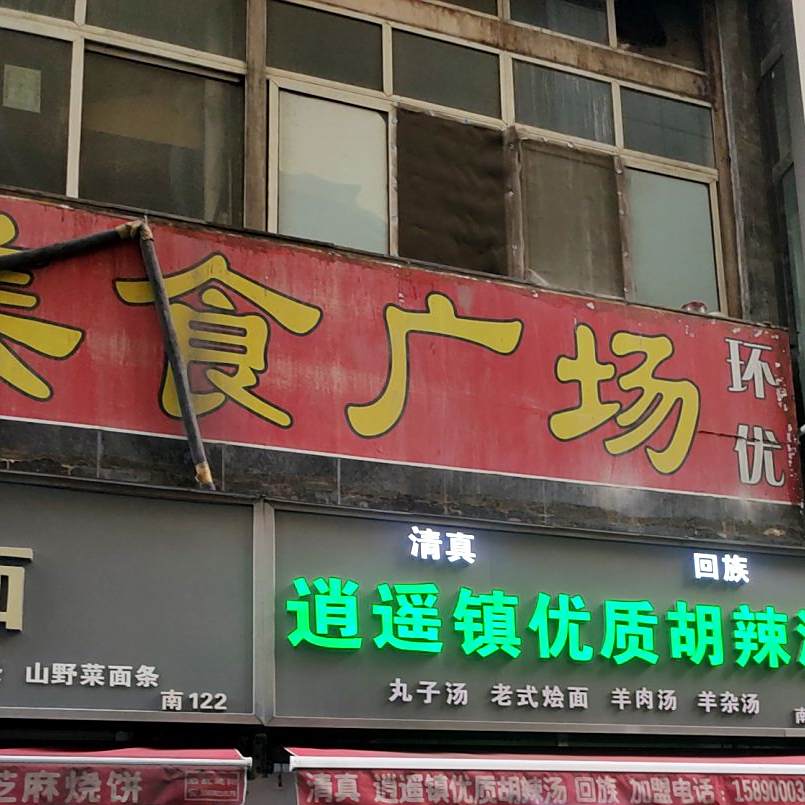 美食广场
环
优
清真 回族
逍遥镇优质胡辣汤
丸子汤 老式烩面 羊肉汤 羊杂汤
南
山野菜面条
南122
芝麻烧饼
清真 逍遥镇优质胡辣汤 回族 加盟电话：15890003